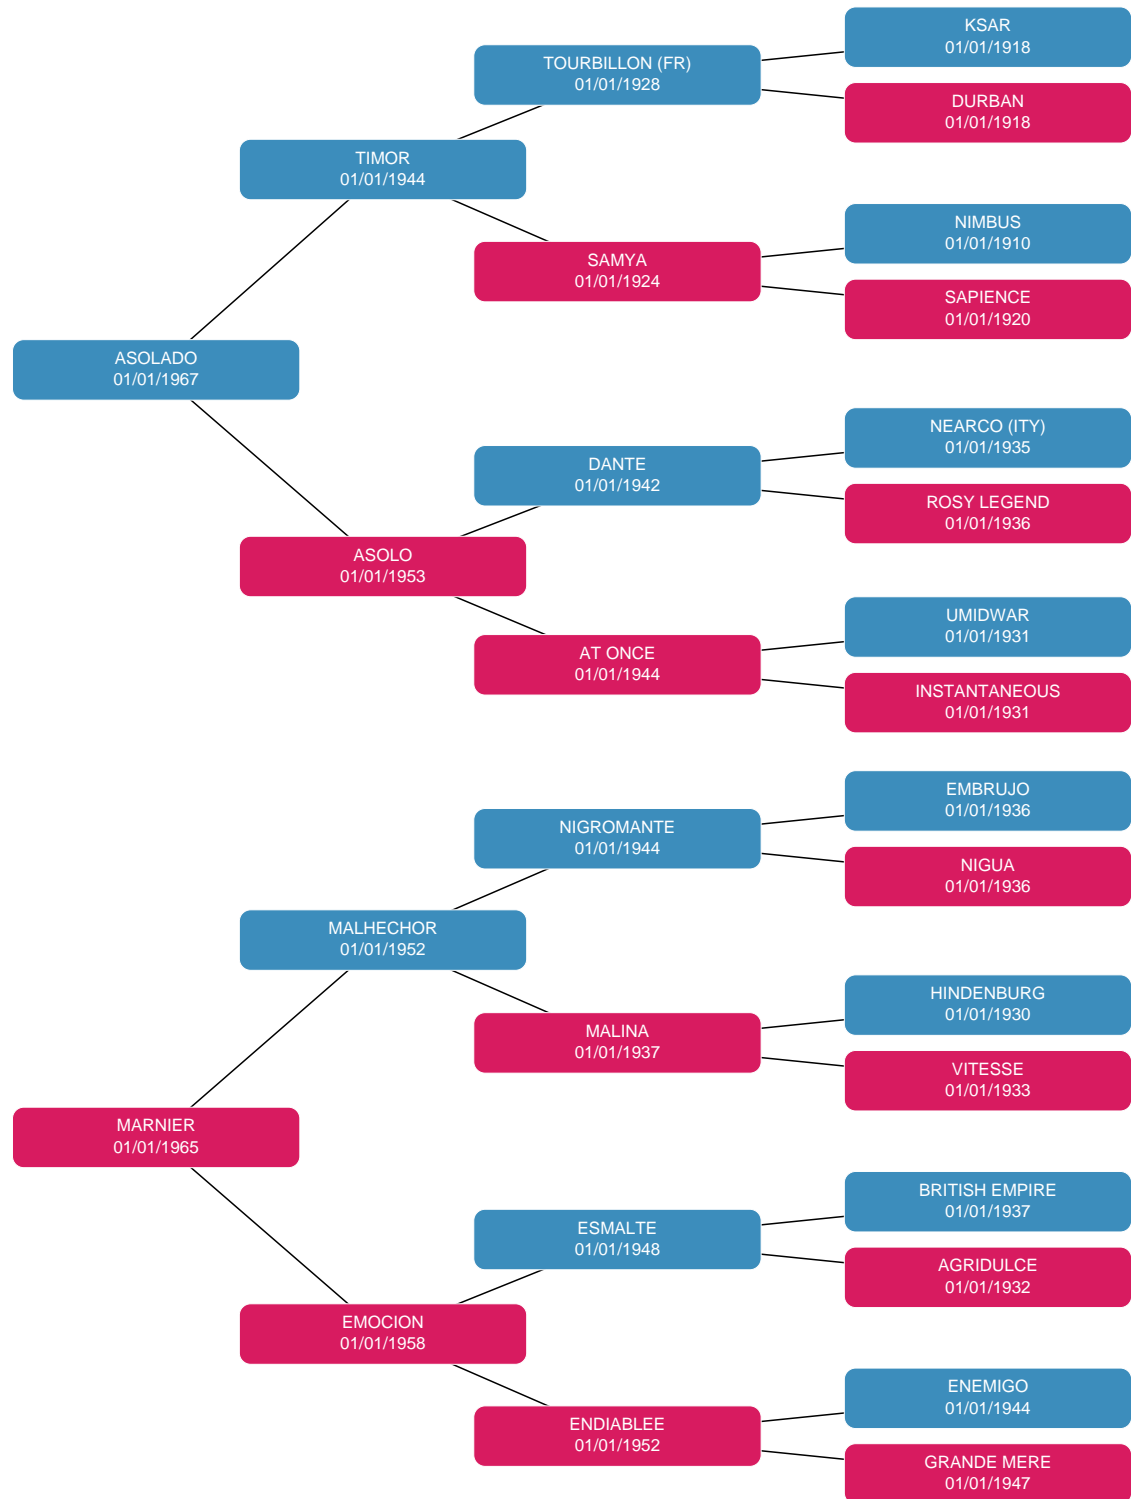 KSAR
01/01/1918
TOURBILLON (FR)
01/01/1928
DURBAN
01/01/1918
TIMOR
01/01/1944
NIMBUS
01/01/1910
SAMYA
01/01/1924
SAPIENCE
01/01/1920
ASOLADO
01/01/1967
NEARCO (ITY)
01/01/1935
DANTE
01/01/1942
ROSY LEGEND
01/01/1936
ASOLO
01/01/1953
UMIDWAR
01/01/1931
AT ONCE
01/01/1944
INSTANTANEOUS
01/01/1931
EMBRUJO
01/01/1936
NIGROMANTE
01/01/1944
NIGUA
01/01/1936
MALHECHOR
01/01/1952
HINDENBURG
01/01/1930
MALINA
01/01/1937
VITESSE
01/01/1933
MARNIER
01/01/1965
BRITISH EMPIRE
01/01/1937
ESMALTE
01/01/1948
AGRIDULCE
01/01/1932
EMOCION
01/01/1958
ENEMIGO
01/01/1944
ENDIABLEE
01/01/1952
GRANDE MERE
01/01/1947